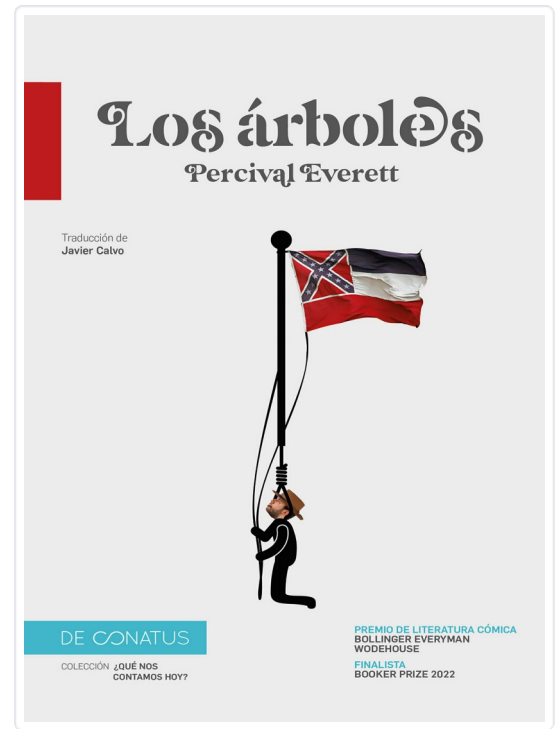 Los árboles
Percival Everett
Traducción de
Javier Calvo
DE CONATUS
COLECCIÓN ¿QUÉ NOS
CONTAMOS HOY?
PREMIO DE LITERATURA CÓMICA
BOLLINGER EVERYMAN
WODEHOUSE
FINALISTA
BOOKER PRIZE 2022